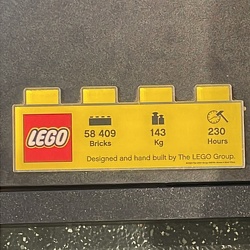 LEGO
58 409 143 230
Bricks Kg Hours
Designed and hand built by The LEGO Group.